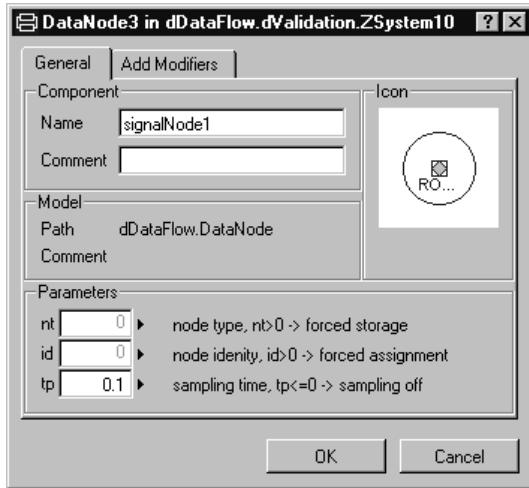 DataNode3 in dDataFlow.dValidation.ZSystem10 ? ×
General Add Modifiers
Component
Name signalNode1
Comment
Icon
RO...
Model
Path dDataFlow.DataNode
Comment
Parameters
nt 0 node type, nt>0 -> forced storage
id 0 node idenity, id>0 -> forced assignment
tp 0.1 sampling time, tp<=0 -> sampling off
OK Cancel